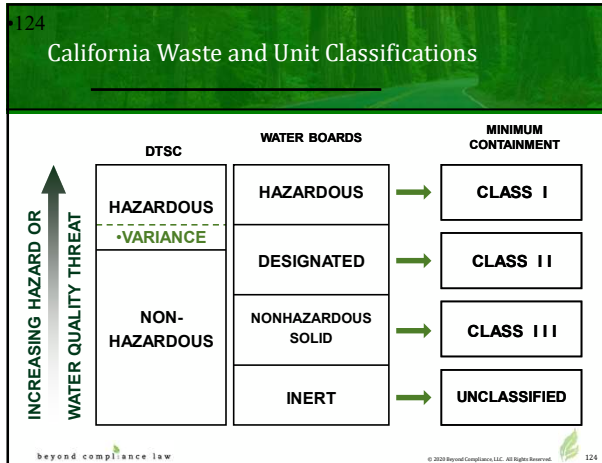 •124
California Waste and Unit Classifications
DTSC
WATER BOARDS
MINIMUM
CONTAINMENT
INCREASING HAZARD OR
WATER QUALITY THREAT
HAZARDOUS
•VARIANCE
NON-
HAZARDOUS
HAZARDOUS
DESIGNATED
NONHAZARDOUS
SOLID
INERT
CLASS I
CLASS II
CLASS III
UNCLASSIFIED
beyond compliance law
© 2020 Beyond Compliance, LLC. All Rights Reserved.
124